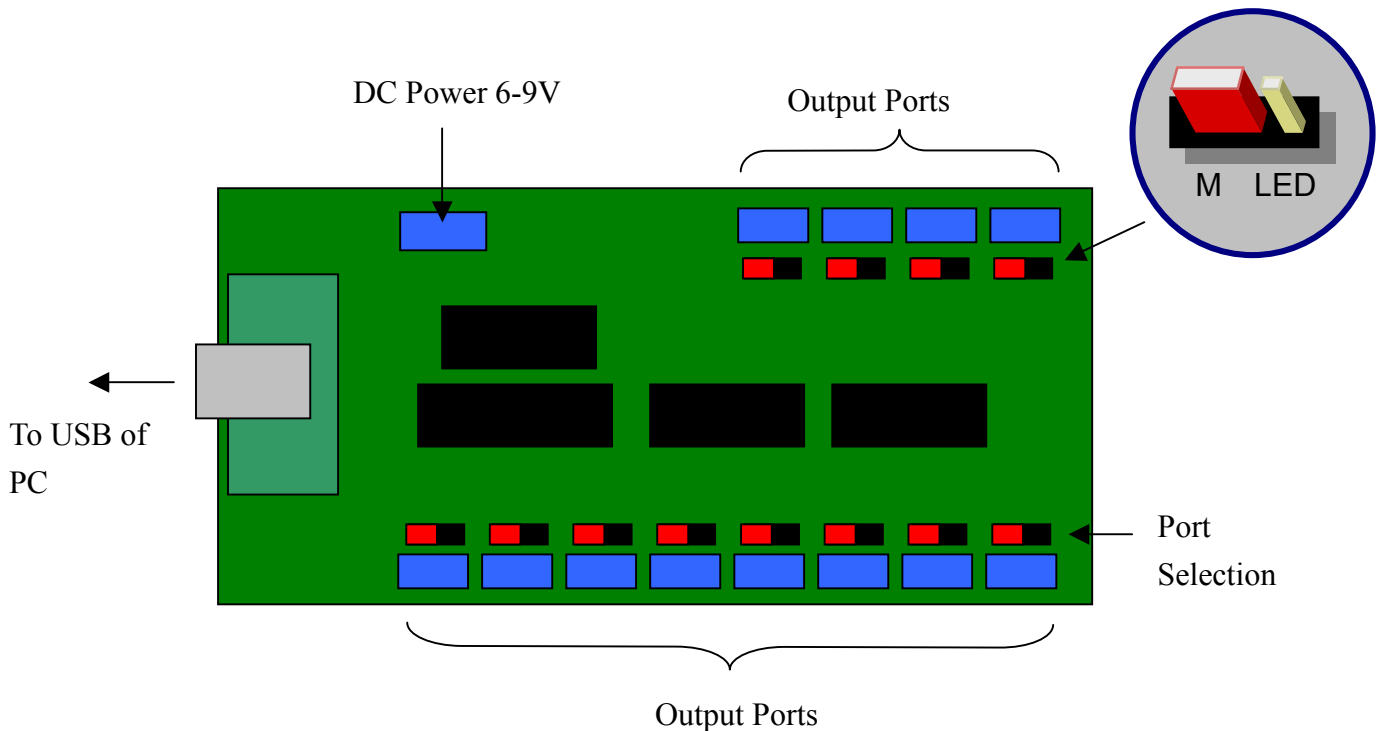 DC Power 6-9V
Output Ports
M LED
To USB of
PC
Port
Selection
Output Ports